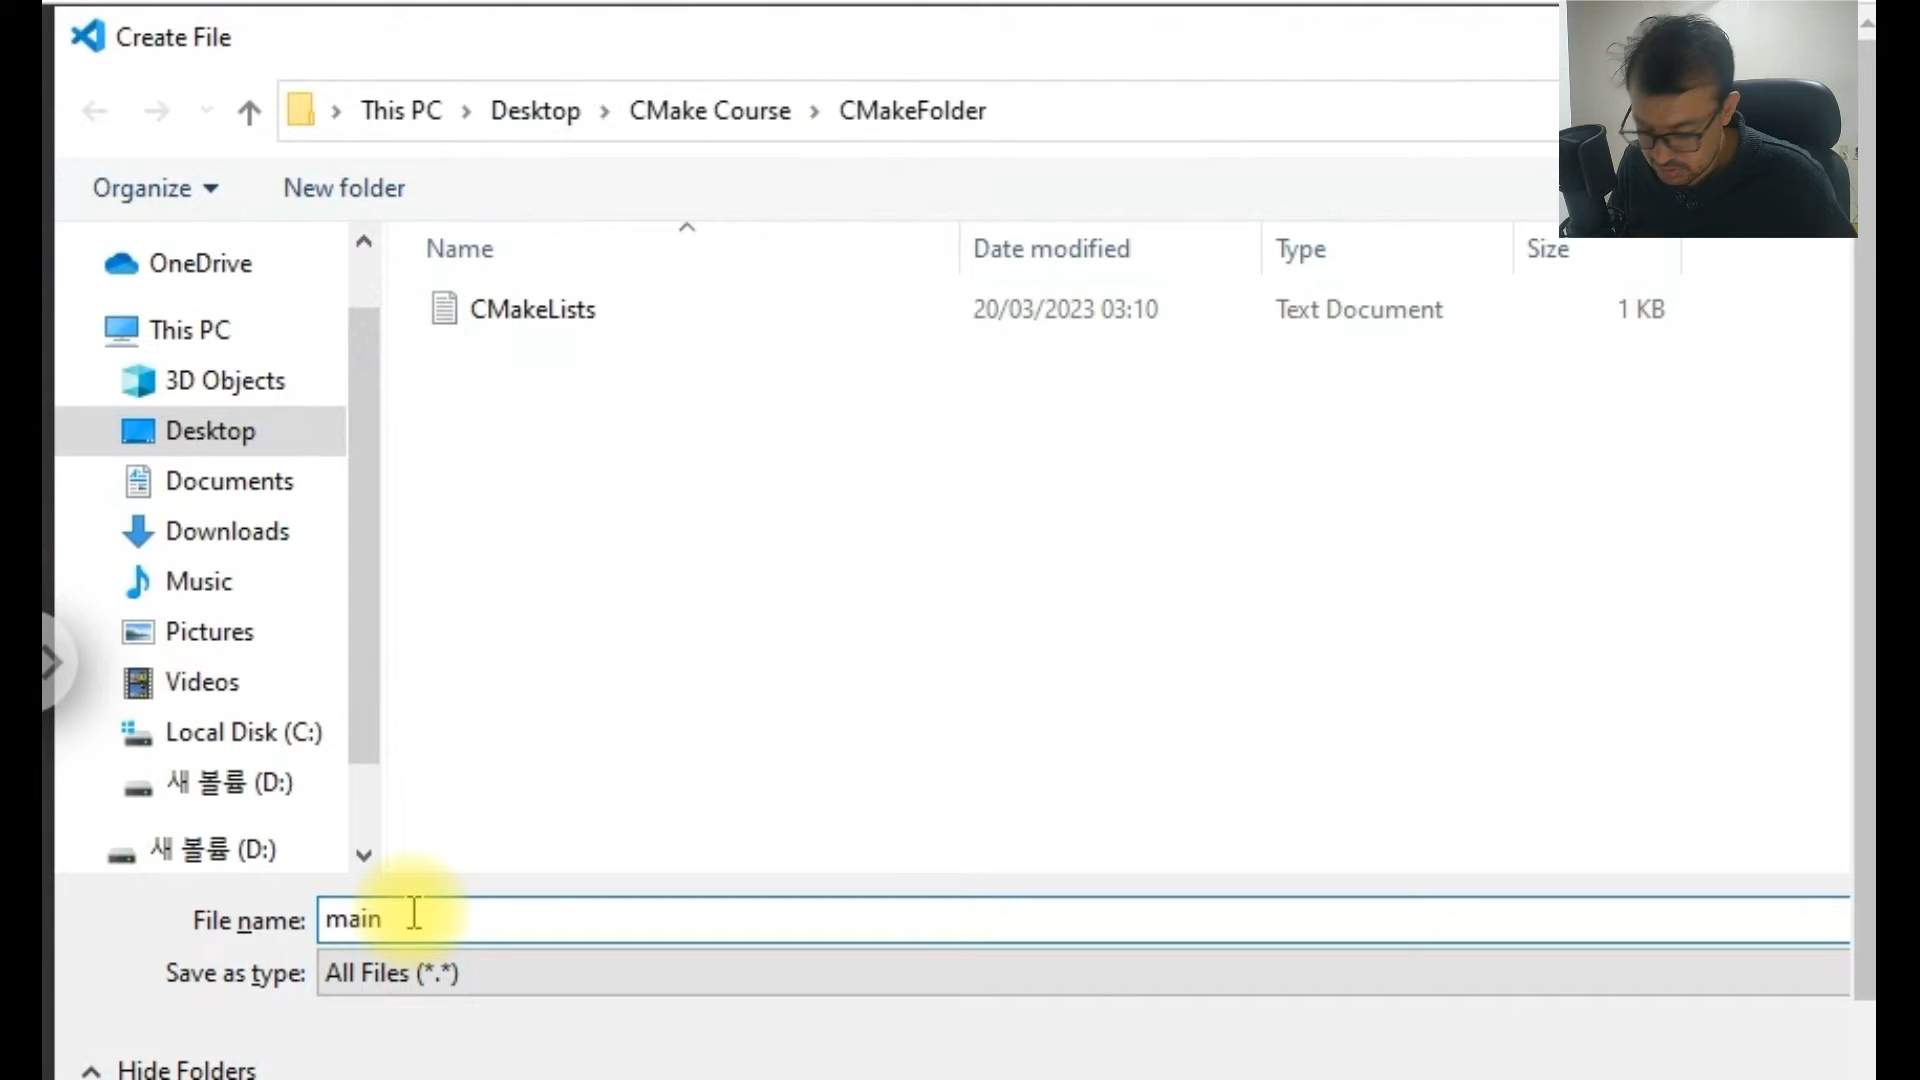 Create File
This PC > Desktop > CMake Course > CMakeFolder
Organize New folder
Name Date modified Type Size
CMakeLists 20/03/2023 03:10 Text Document 1 KB
OneDrive
This PC
3D Objects
Desktop
Documents
Downloads
Music
Pictures
Videos
Local Disk (C:)
새 볼륨 (D:)
새 볼륨 (D:)
File name: main
Save as type: All Files (*.*)
Hide Folders